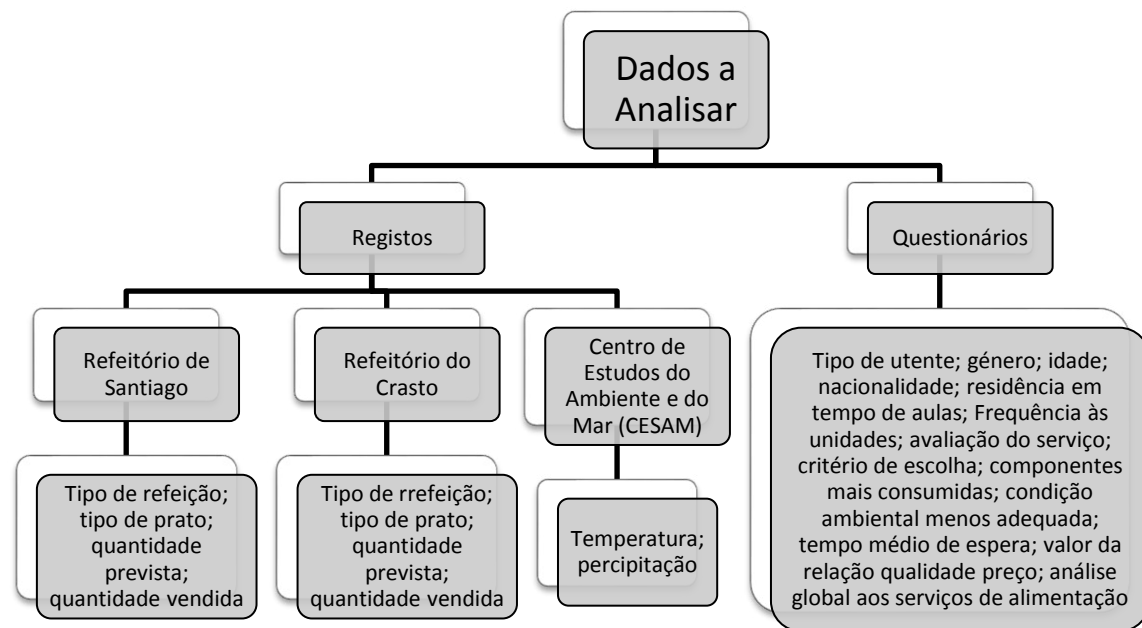 Dados a
Analisar
Registos
Questionários
Refeitório de
Santiago
Refeitório do
Crasto
Centro de
Estudos do
Ambiente e do
Mar (CESAM)
Tipo de utente; género; idade;
nacionalidade; residência em
tempo de aulas; Frequência às
unidades; avaliação do serviço;
critério de escolha; componentes
mais consumidas; condição
ambiental menos adequada;
tempo médio de espera; valor da
relação qualidade preço; análise
global aos serviços de alimentação
Tipo de refeição;
tipo de prato;
quantidade
prevista;
quantidade vendida
Tipo de rrefeição;
tipo de prato;
quantidade
prevista;
quantidade vendida
Temperatura;
percipitação